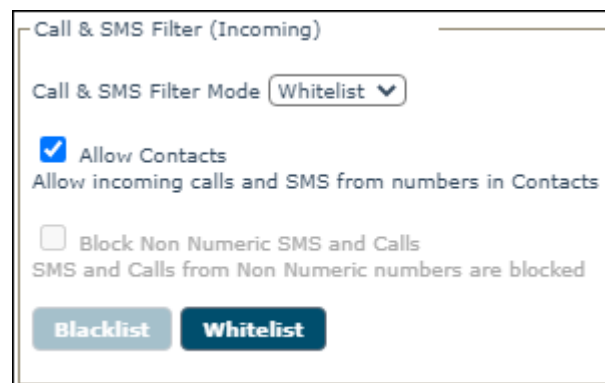 Call & SMS Filter (Incoming)
Call & SMS Filter Mode Whitelist
Allow Contacts
Allow incoming calls and SMS from numbers in Contacts
Block Non Numeric SMS and Calls
SMS and Calls from Non Numeric numbers are blocked
Blacklist Whitelist